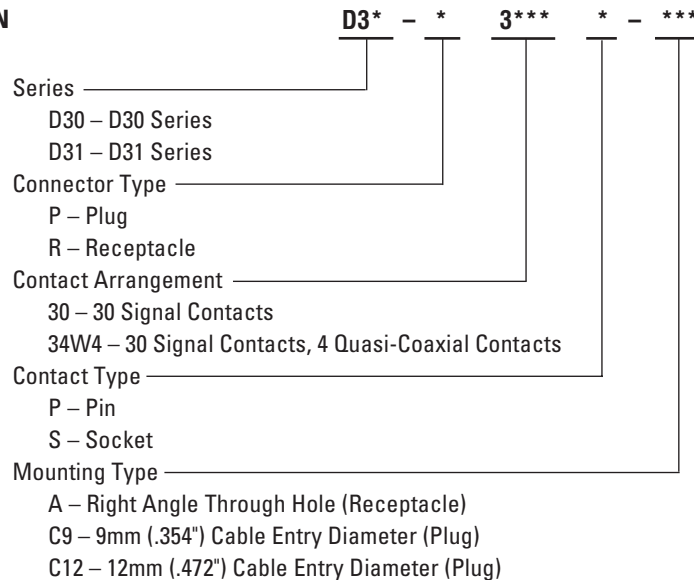 N D3* – * 3*** * – ***
Series
D30 – D30 Series
D31 – D31 Series
Connector Type
P – Plug
R – Receptacle
Contact Arrangement
30 – 30 Signal Contacts
34W4 – 30 Signal Contacts, 4 Quasi-Coaxial Contacts
Contact Type
P – Pin
S – Socket
Mounting Type
A – Right Angle Through Hole (Receptacle)
C9 – 9mm (.354") Cable Entry Diameter (Plug)
C12 – 12mm (.472") Cable Entry Diameter (Plug)